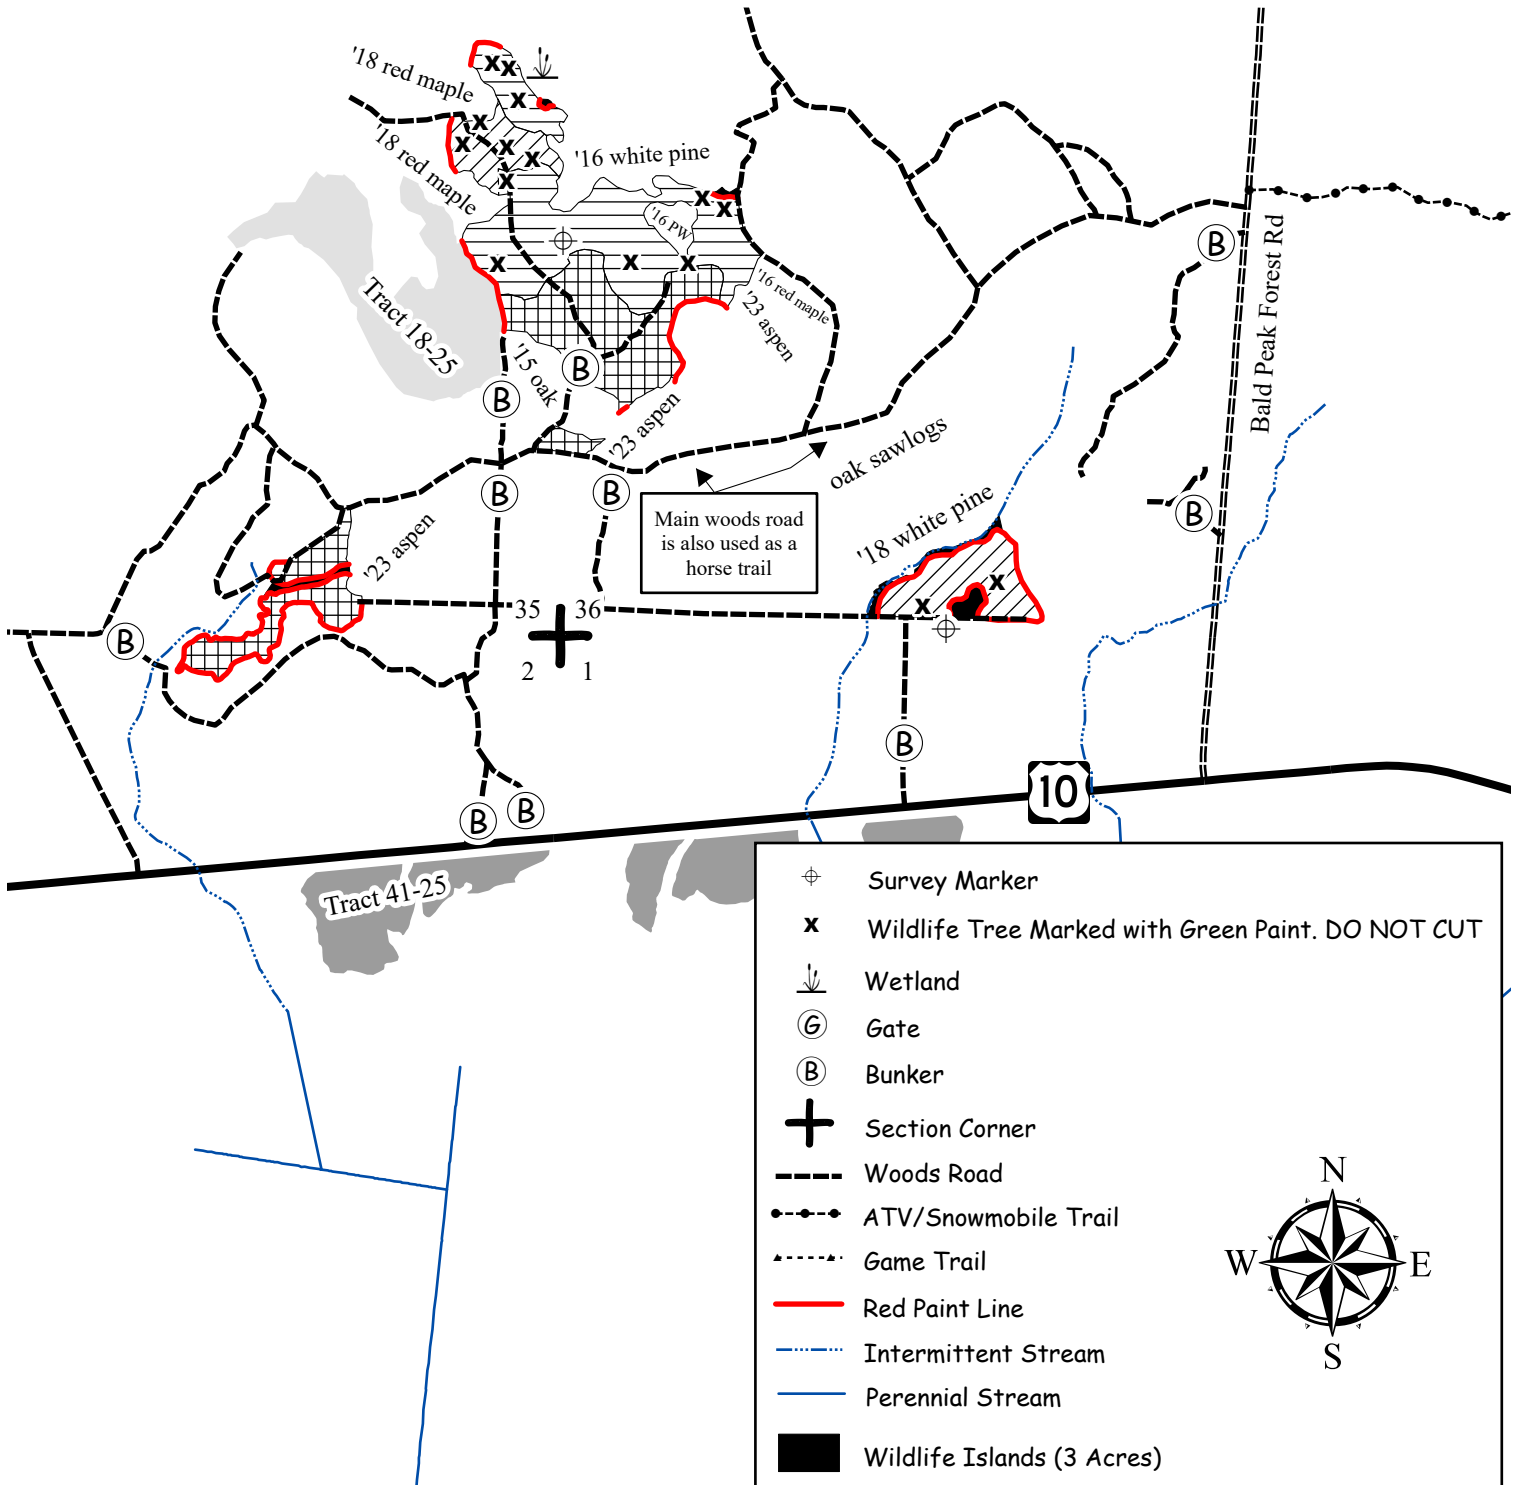 '18 red maple
'18 red maple
'16 white pine
'16 PW
'16 red maple
'23 aspen
Tract 18-25
'15 oak
'23 aspen
B
B
B
B
B
Bald Peak Forest Rd
oak sawlogs
Main woods road
is also used as a
horse trail
'18 white pine
B
'23 aspen
35 36
2 1
B
B
B
B
10
Tract 41-25
Survey Marker
X Wildlife Tree Marked with Green Paint. DO NOT CUT
Wetland
G Gate
B Bunker
Section Corner
Woods Road
ATV/Snowmobile Trail
Game Trail
Red Paint Line
Intermittent Stream
Perennial Stream
Wildlife Islands (3 Acres)
N
W E
S